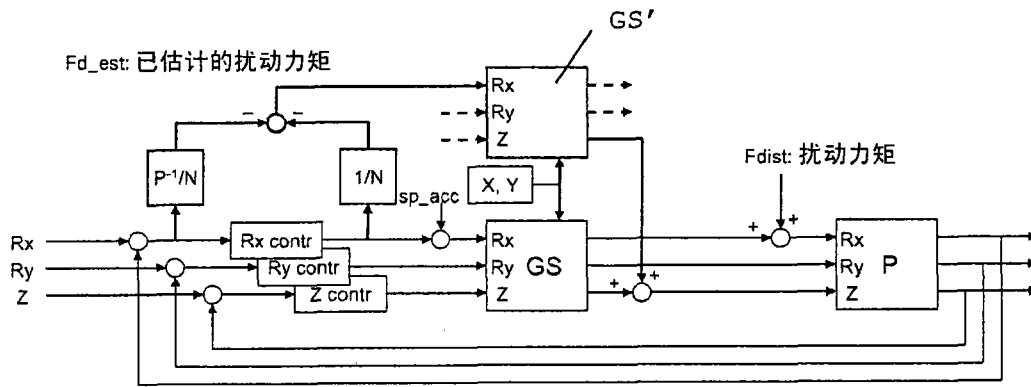 GS′
Fd_est: 已估计的扰动力矩
Rx
Ry
Z
− −
P⁻¹/N
1/N
X, Y
Fdist: 扰动力矩
sp_acc
+ +
Rx
Rx contr
Rx
Rx
Ry
Ry contr
Ry
GS
Ry
P
Z
Z contr
Z
+ +
Z